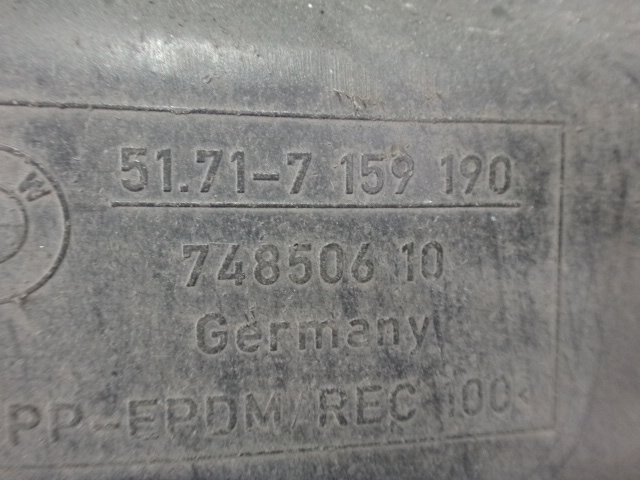 51.71-7 159 190
748506 10
Germany
PP-EPDM/REC 100<
W